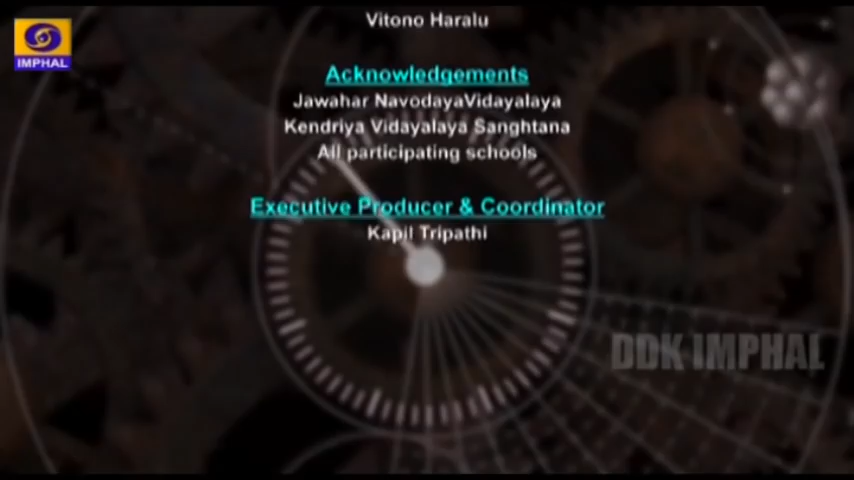 Vitono Haralu
IMPHAL
Acknowledgements
Jawahar NavodayaVidayalaya
Kendriya Vidayalaya Sanghtana
All participating schools
Executive Producer & Coordinator
Kapil Tripathi
DDK IMPHAL